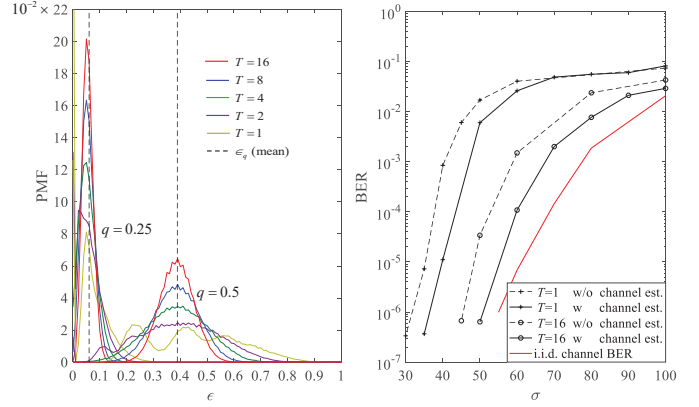 10⁻² × 22
20
18
16
14
12
10
8
6
4
2
0
PMF
0 0.1 0.2 0.3 0.4 0.5 0.6 0.7 0.8 0.9 1
ϵ
T = 16
T = 8
T = 4
T = 2
T = 1
ϵq (mean)
q = 0.25
q = 0.5
10⁰
10⁻¹
10⁻²
10⁻³
10⁻⁴
10⁻⁵
10⁻⁶
10⁻⁷
BER
30 40 50 60 70 80 90 100
σ
T=1 w/o channel est.
T=1 w channel est.
T=16 w/o channel est.
T=16 w channel est.
i.i.d. channel BER